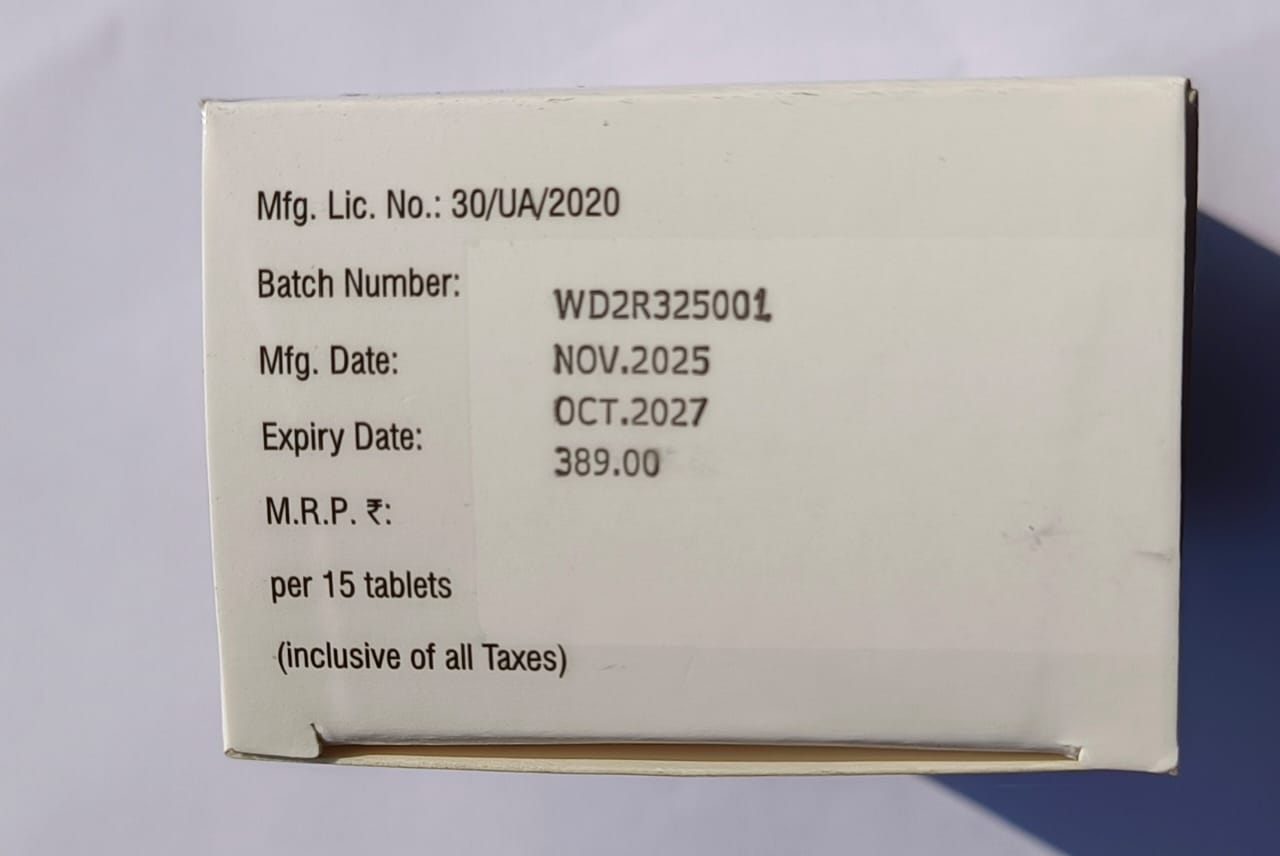 Mfg. Lic. No.: 30/UA/2020
Batch Number: WD2R325001
Mfg. Date: NOV.2025
Expiry Date: OCT.2027
M.R.P. ₹: 389.00
per 15 tablets
(inclusive of all Taxes)